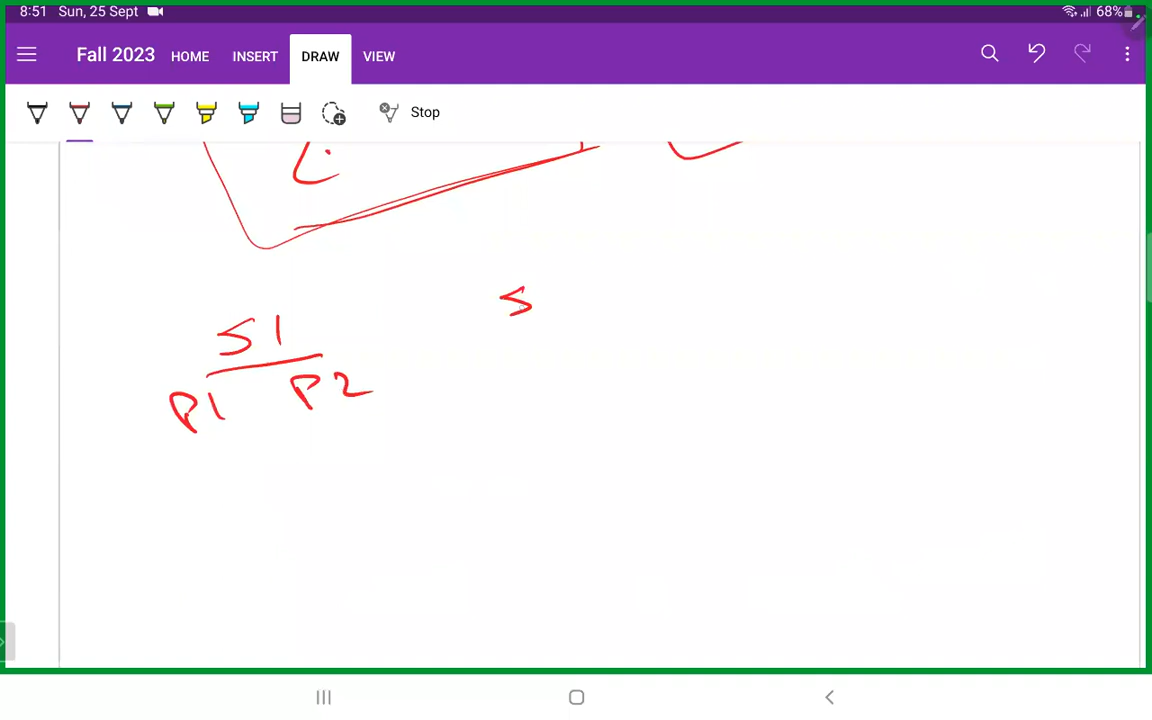 8:51 Sun, 25 Sept 68%
Fall 2023 HOME INSERT DRAW VIEW
Stop
S
S1
P1 P2